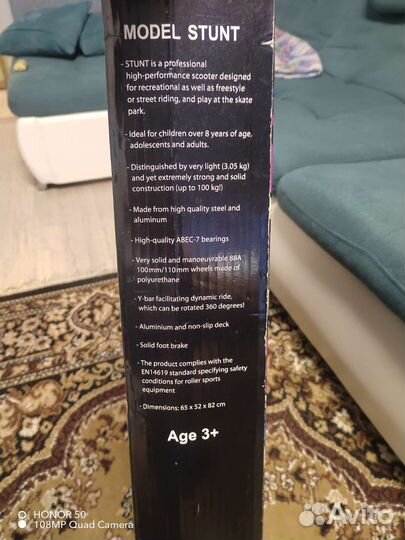 MODEL STUNT
- STUNT is a professional
high-performance scooter designed
for recreational as well as freestyle
or street riding, and play at the skate
park.
- Ideal for children over 8 years of age,
adolescents and adults.
- Distinguished by very light (3.05 kg)
and yet extremely strong and solid
construction (up to 100 kg!)
- Made from high quality steel and
aluminum
- High-quality ABEC-7 bearings
- Very solid and manoeuvrable 88A
100mm/110mm wheels made of
polyurethane
- Y-bar facilitating dynamic ride,
which can be rotated 360 degrees!
- Aluminium and non-slip deck
- Solid foot brake
- The product complies with the
EN14619 standard specifying safety
conditions for roller sports
equipment
- Dimensions: 65 x 52 x 82 cm
Age 3+
HONOR 50
108MP Quad Camera
Avito